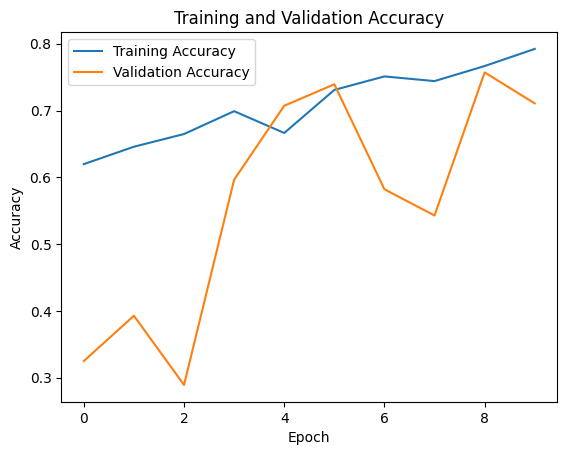 Training and Validation Accuracy
Training Accuracy
Validation Accuracy
0.8
0.7
0.6
0.5
0.4
0.3
Accuracy
0 2 4 6 8
Epoch